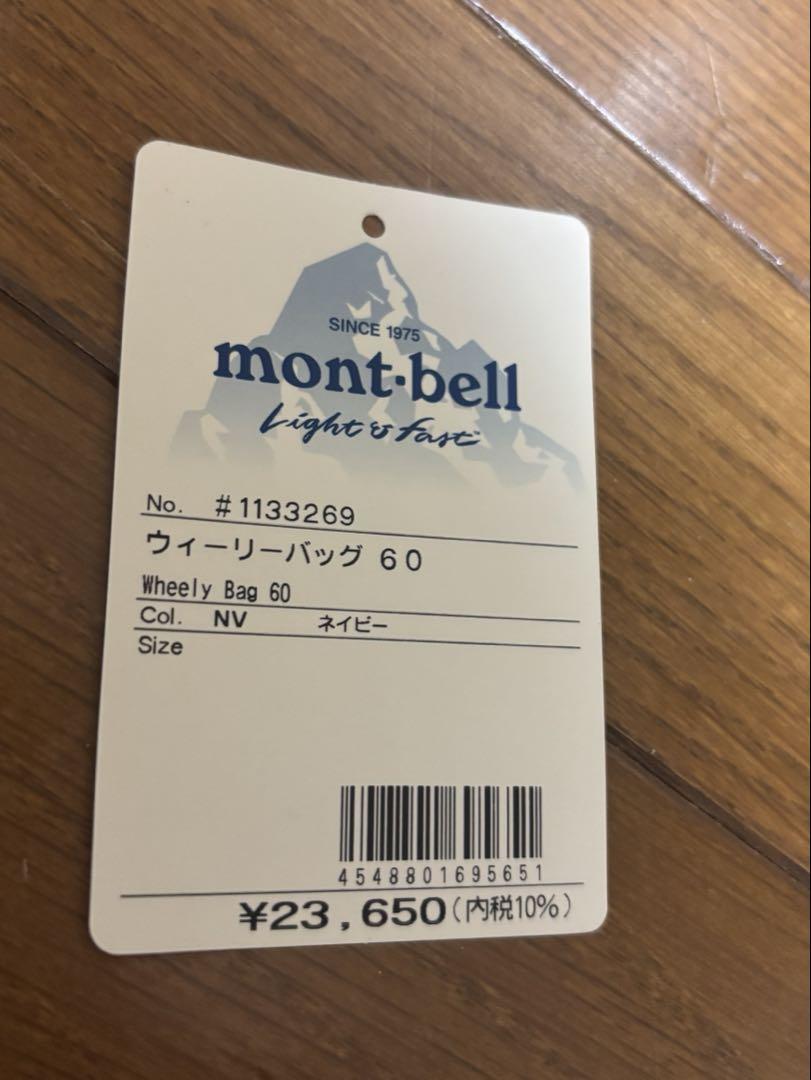 SINCE 1975
mont-bell
Light & Fast
No. #1133269
ウィーリーバッグ 60
Wheely Bag 60
Col. NV ネイビー
Size
4548801695651
¥23,650(内税10%)